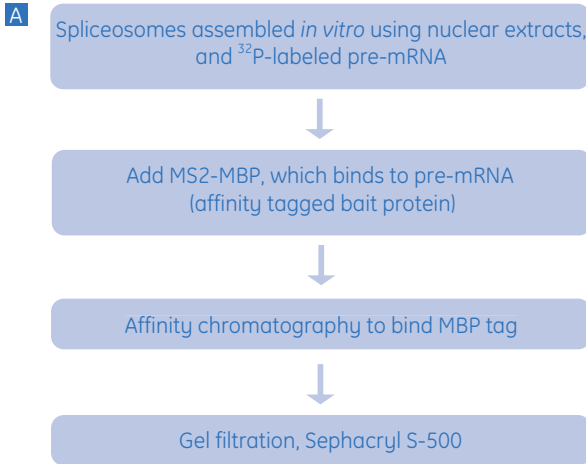 A
Spliceosomes assembled in vitro using nuclear extracts,
and ³²P-labeled pre-mRNA
Add MS2-MBP, which binds to pre-mRNA
(affinity tagged bait protein)
Affinity chromatography to bind MBP tag
Gel filtration, Sephacryl S-500